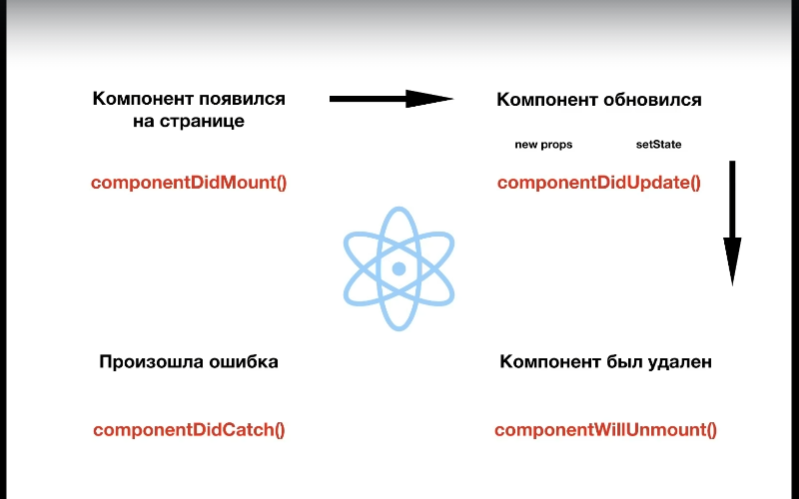 Компонент появился
на странице
componentDidMount()
Компонент обновился
new props
setState
componentDidUpdate()
Произошла ошибка
componentDidCatch()
Компонент был удален
componentWillUnmount()